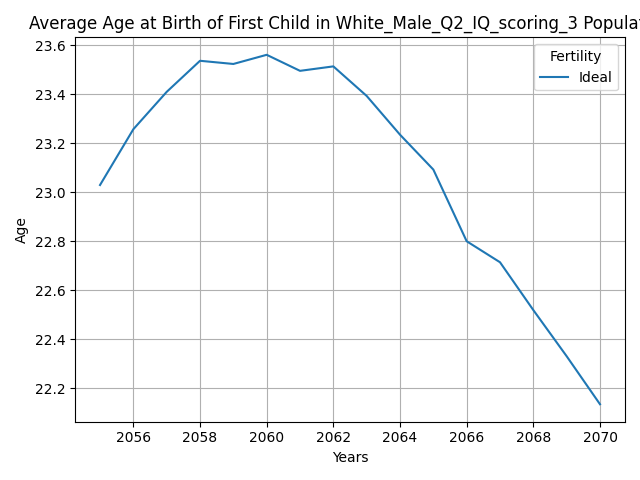 Average Age at Birth of First Child in White_Male_Q2_IQ_scoring_3 Populat
Fertility
Ideal
23.6
23.4
23.2
23.0
22.8
22.6
22.4
22.2
Age
2056 2058 2060 2062 2064 2066 2068 2070
Years